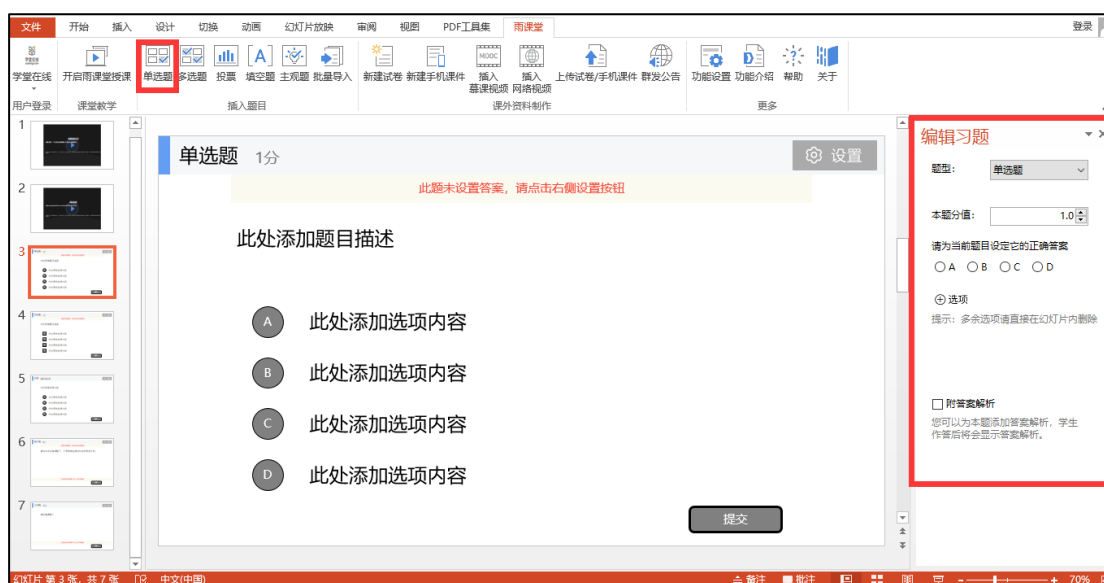 文件 开始 插入 设计 切换 动画 幻灯片放映 审阅 视图 PDF工具集 雨课堂 登录
学堂在线 开启雨课堂授课 单选题 多选题 投票 填空题 主观题 批量导入 新建试卷 新建手机课件 插入 插入 上传试卷/手机课件 群发公告 功能设置 功能介绍 帮助 关于
慕课视频 网络视频
用户登录 课堂教学 插入题目 课外资料制作 更多
1
2
3
4
5
6
7
单选题 1分 设置
此题未设置答案，请点击右侧设置按钮
此处添加题目描述
A 此处添加选项内容
B 此处添加选项内容
C 此处添加选项内容
D 此处添加选项内容
提交
编辑习题
题型： 单选题
本题分值： 1.0
请为当前题目设定它的正确答案
A B C D
选项
提示：多余选项请直接在幻灯片内删除
附答案解析
您可以为本题添加答案解析，学生
作答后将会显示答案解析。
幻灯片 第 3 张，共 7 张 中文(中国) 备注 批注 70%